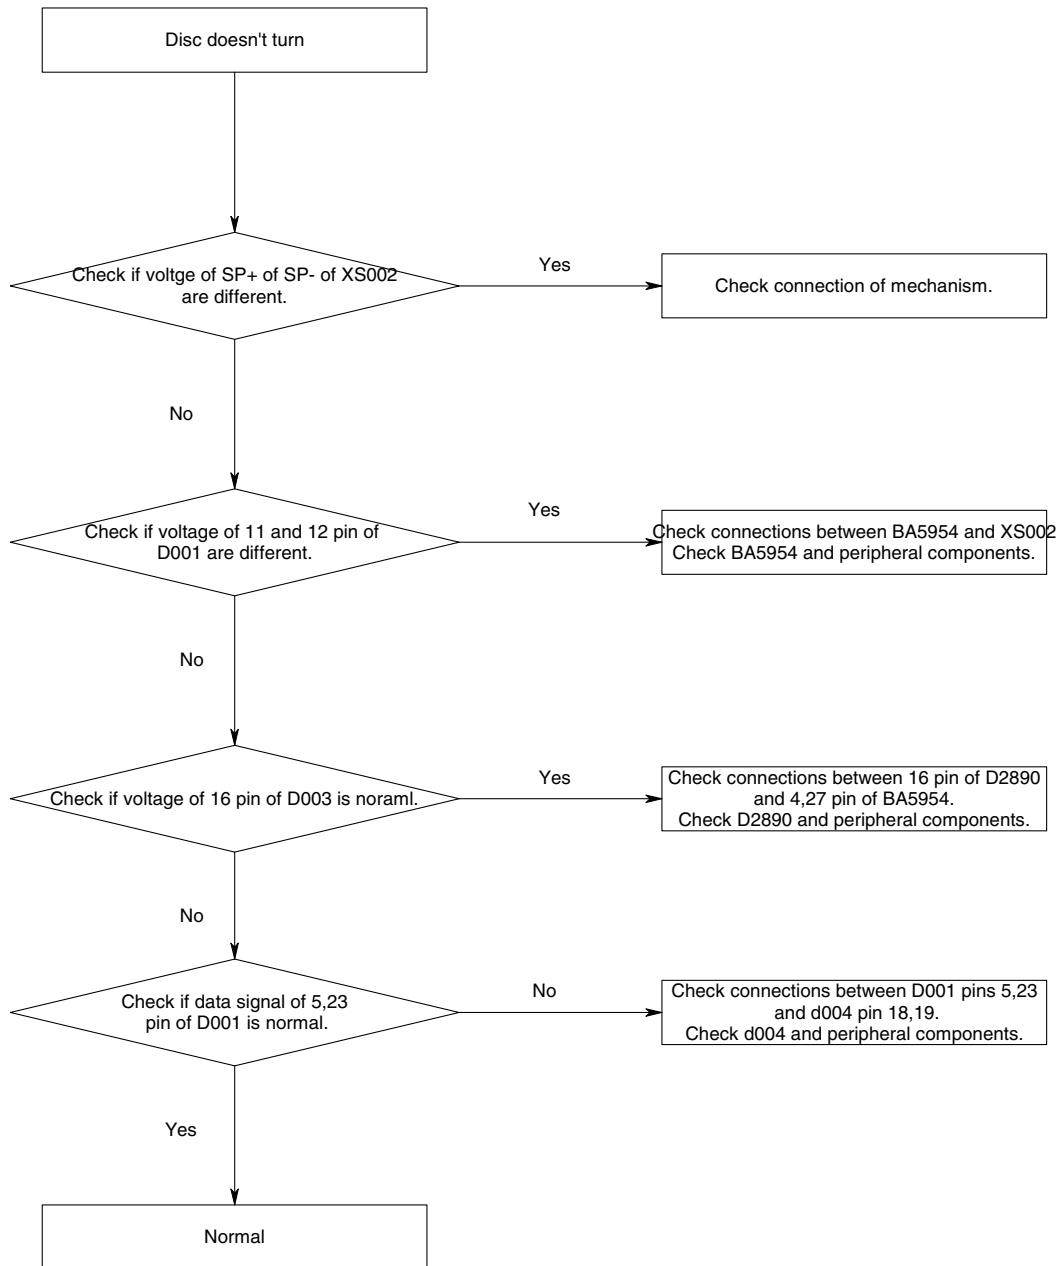 Disc doesn't turn
Check if voltge of SP+ of SP- of XS002
are different.
Yes
Check connection of mechanism.
No
Check if voltage of 11 and 12 pin of
D001 are different.
Yes
Check connections between BA5954 and XS002
Check BA5954 and peripheral components.
No
Check if voltage of 16 pin of D003 is noraml.
Yes
Check connections between 16 pin of D2890
and 4,27 pin of BA5954.
Check D2890 and peripheral components.
No
Check if data signal of 5,23
pin of D001 is normal.
No
Check connections between D001 pins 5,23
and d004 pin 18,19.
Check d004 and peripheral components.
Yes
Normal